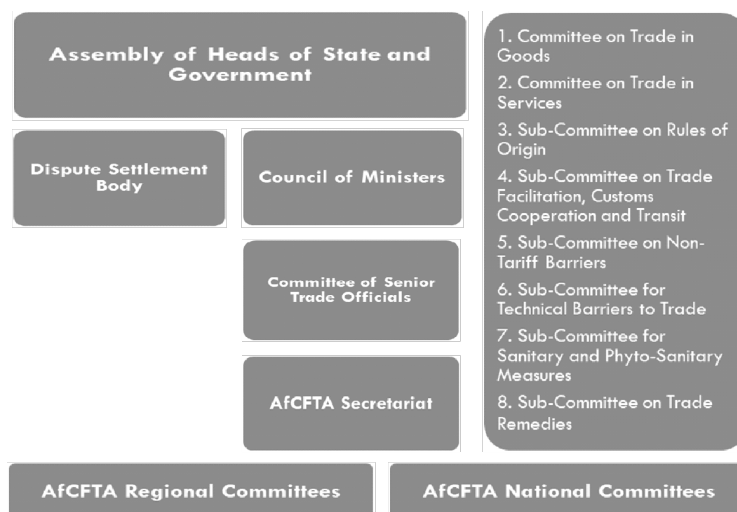 Assembly of Heads of State and
Government
Dispute Settlement
Body
Council of Ministers
Committee of Senior
Trade Officials
AfCFTA Secretariat
1. Committee on Trade in
Goods
2. Committee on Trade in
Services
3. Sub-Committee on Rules of
Origin
4. Sub-Committee on Trade
Facilitation, Customs
Cooperation and Transit
5. Sub-Committee on Non-
Tariff Barriers
6. Sub-Committee for
Technical Barriers to Trade
7. Sub-Committee for
Sanitary and Phyto-Sanitary
Measures
8. Sub-Committee on Trade
Remedies
AfCFTA Regional Committees
AfCFTA National Committees